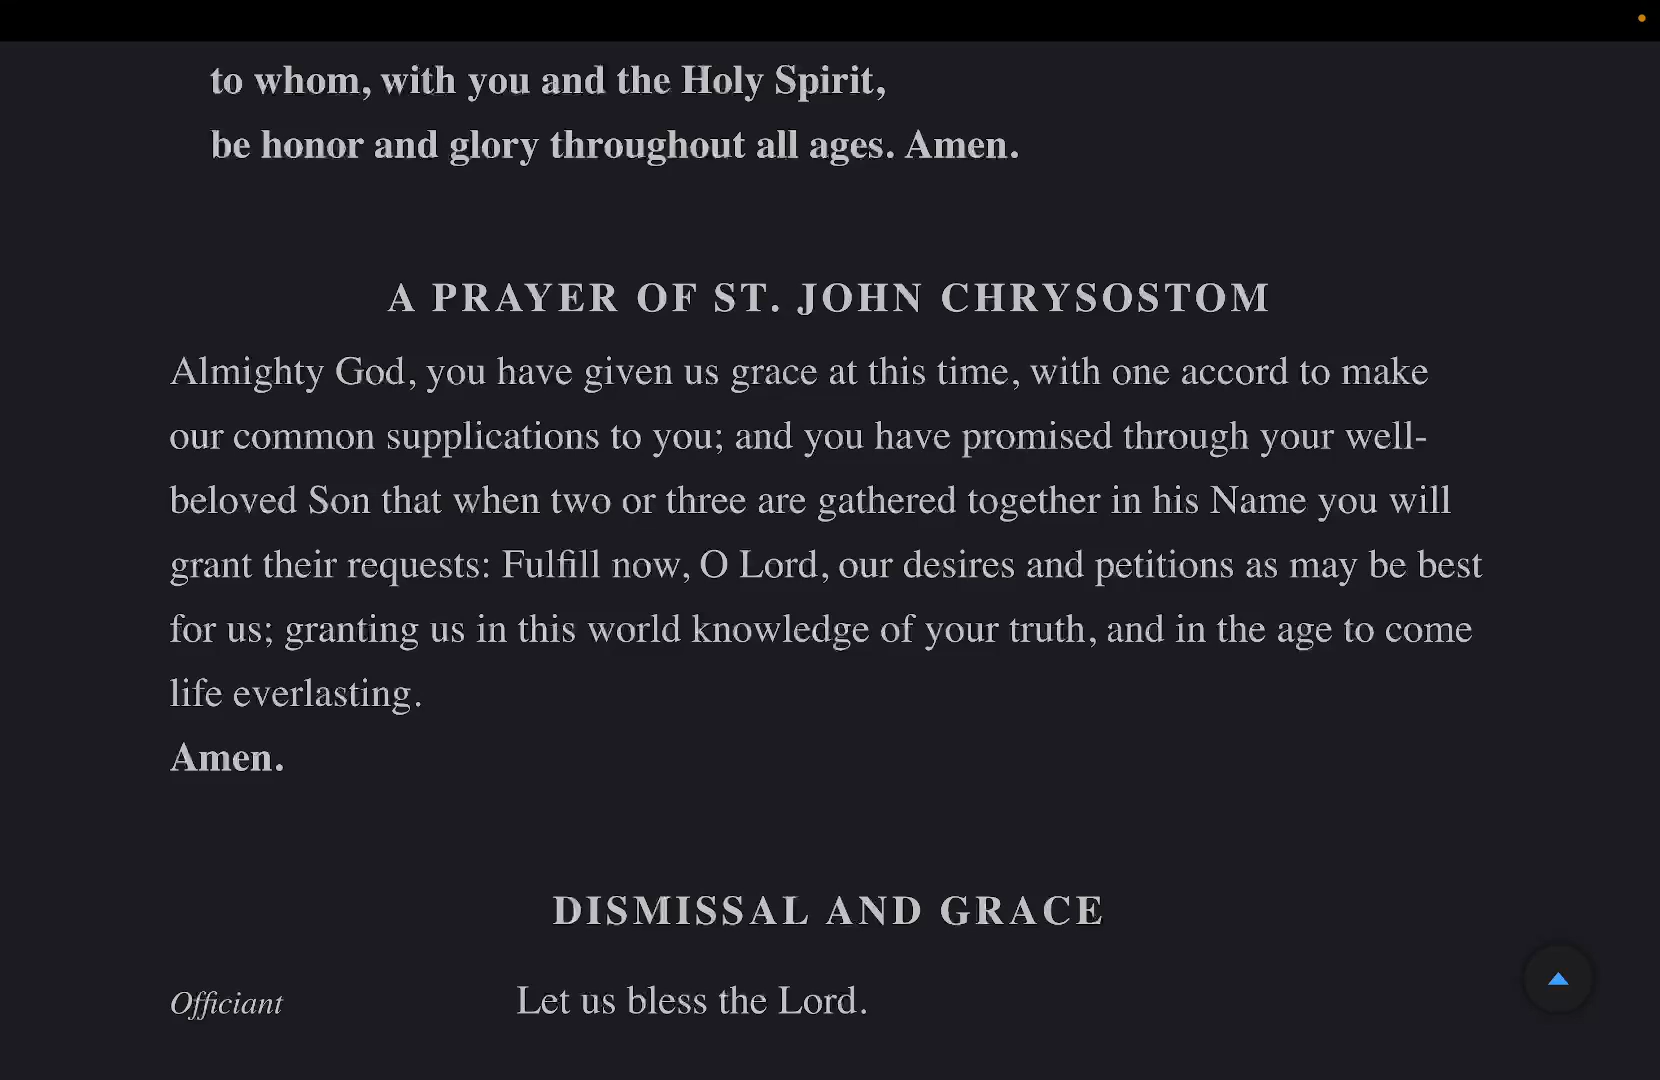 to whom, with you and the Holy Spirit,
be honor and glory throughout all ages. Amen.
A PRAYER OF ST. JOHN CHRYSOSTOM
Almighty God, you have given us grace at this time, with one accord to make
our common supplications to you; and you have promised through your well-
beloved Son that when two or three are gathered together in his Name you will
grant their requests: Fulfill now, O Lord, our desires and petitions as may be best
for us; granting us in this world knowledge of your truth, and in the age to come
life everlasting.
Amen.
DISMISSAL AND GRACE
Officiant Let us bless the Lord.